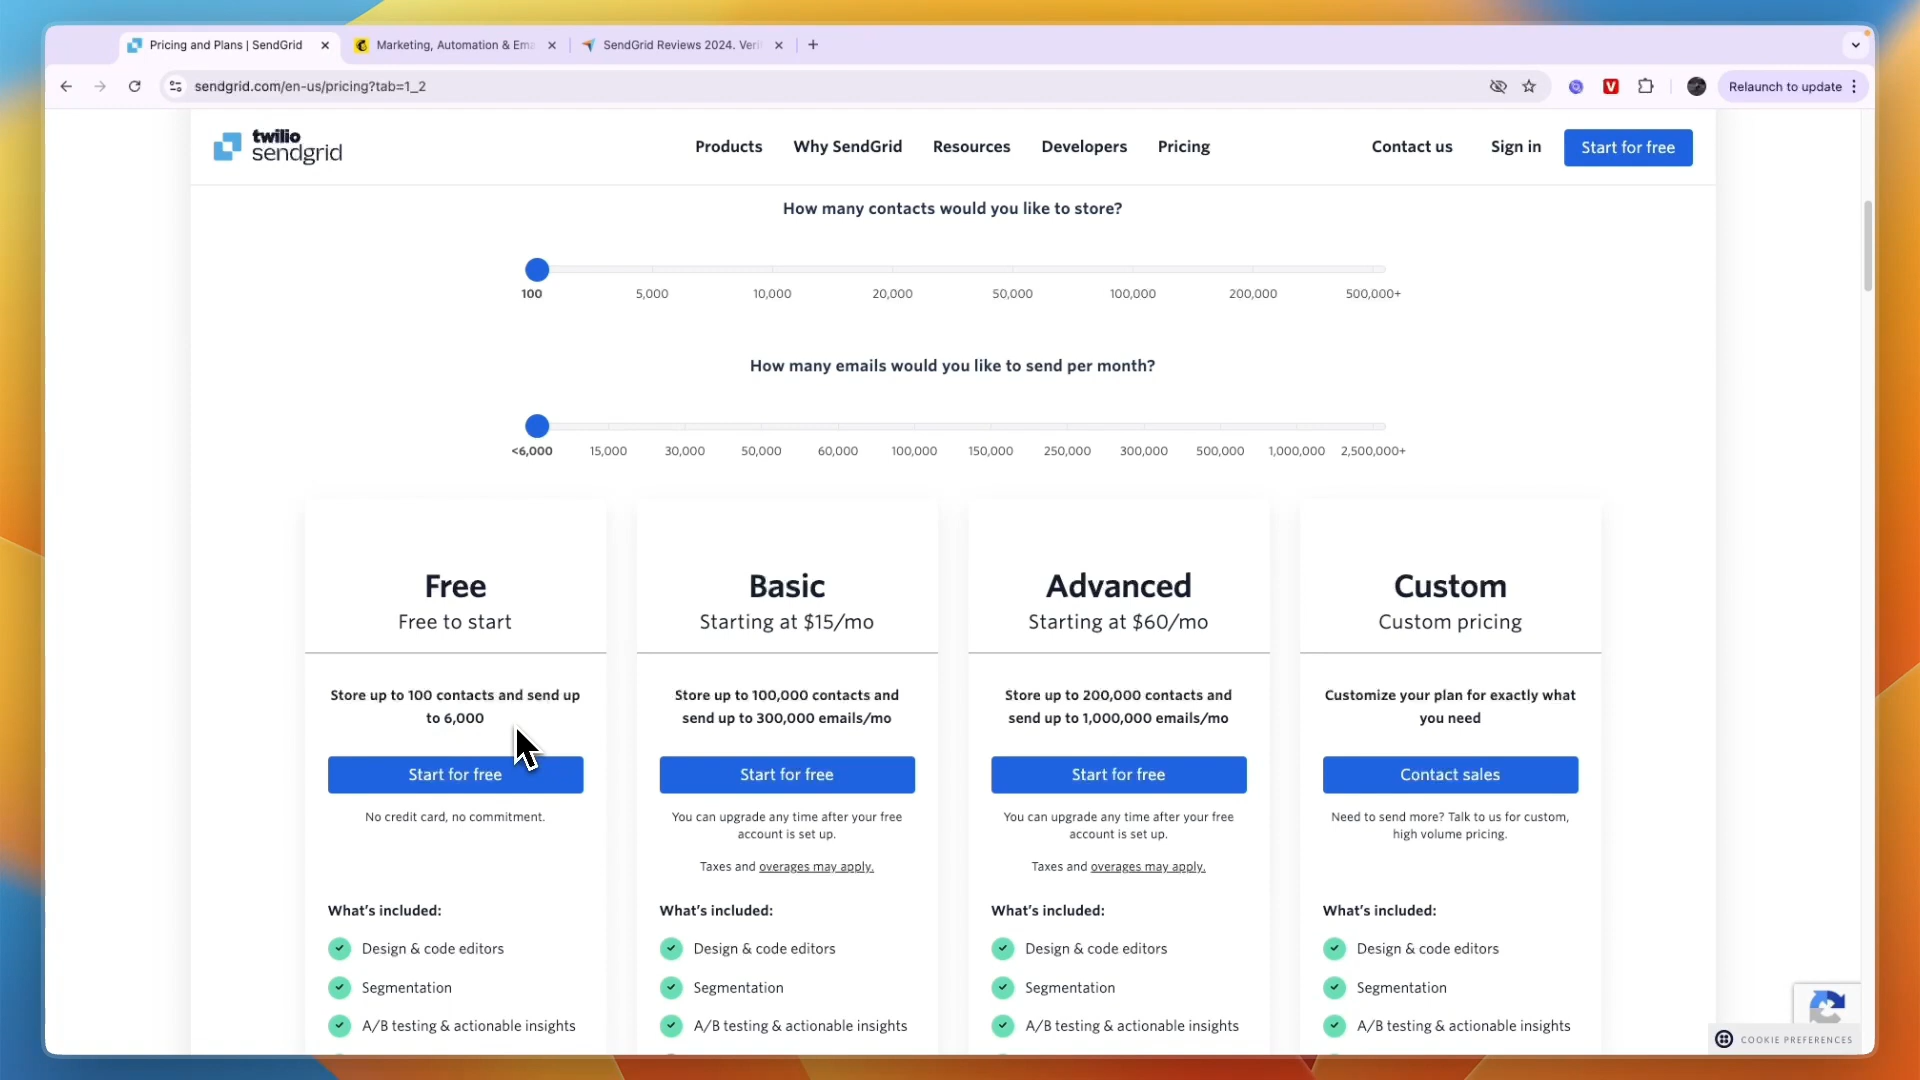 Pricing and Plans | SendGrid
Marketing, Automation & Ema
SendGrid Reviews 2024. Veri
sendgrid.com/en-us/pricing?tab=1_2
Relaunch to update
twilio
sendgrid
Products
Why SendGrid
Resources
Developers
Pricing
Contact us
Sign in
Start for free
How many contacts would you like to store?
100 5,000 10,000 20,000 50,000 100,000 200,000 500,000+
How many emails would you like to send per month?
<6,000 15,000 30,000 50,000 60,000 100,000 150,000 250,000 300,000 500,000 1,000,000 2,500,000+
Free
Free to start
Store up to 100 contacts and send up
to 6,000
Start for free
No credit card, no commitment.
What's included:
Design & code editors
Segmentation
A/B testing & actionable insights
Basic
Starting at $15/mo
Store up to 100,000 contacts and
send up to 300,000 emails/mo
Start for free
You can upgrade any time after your free
account is set up.
Taxes and overages may apply.
What's included:
Design & code editors
Segmentation
A/B testing & actionable insights
Advanced
Starting at $60/mo
Store up to 200,000 contacts and
send up to 1,000,000 emails/mo
Start for free
You can upgrade any time after your free
account is set up.
Taxes and overages may apply.
What's included:
Design & code editors
Segmentation
A/B testing & actionable insights
Custom
Custom pricing
Customize your plan for exactly what
you need
Contact sales
Need to send more? Talk to us for custom,
high volume pricing.
What's included:
Design & code editors
Segmentation
A/B testing & actionable insights
COOKIE PREFERENCES